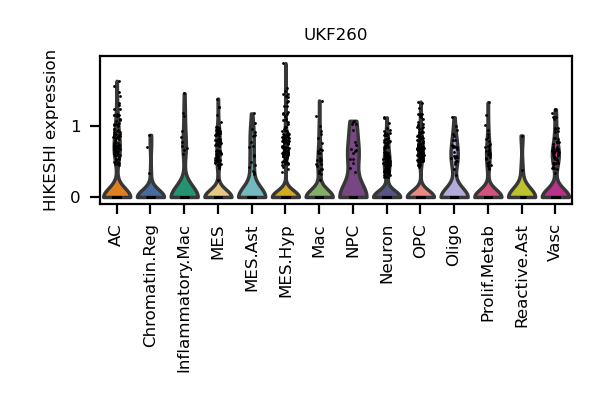 UKF260
HIKESHI expression
1
0
AC
Chromatin.Reg
Inflammatory.Mac
MES
MES.Ast
MES.Hyp
Mac
NPC
Neuron
OPC
Oligo
Prolif.Metab
Reactive.Ast
Vasc